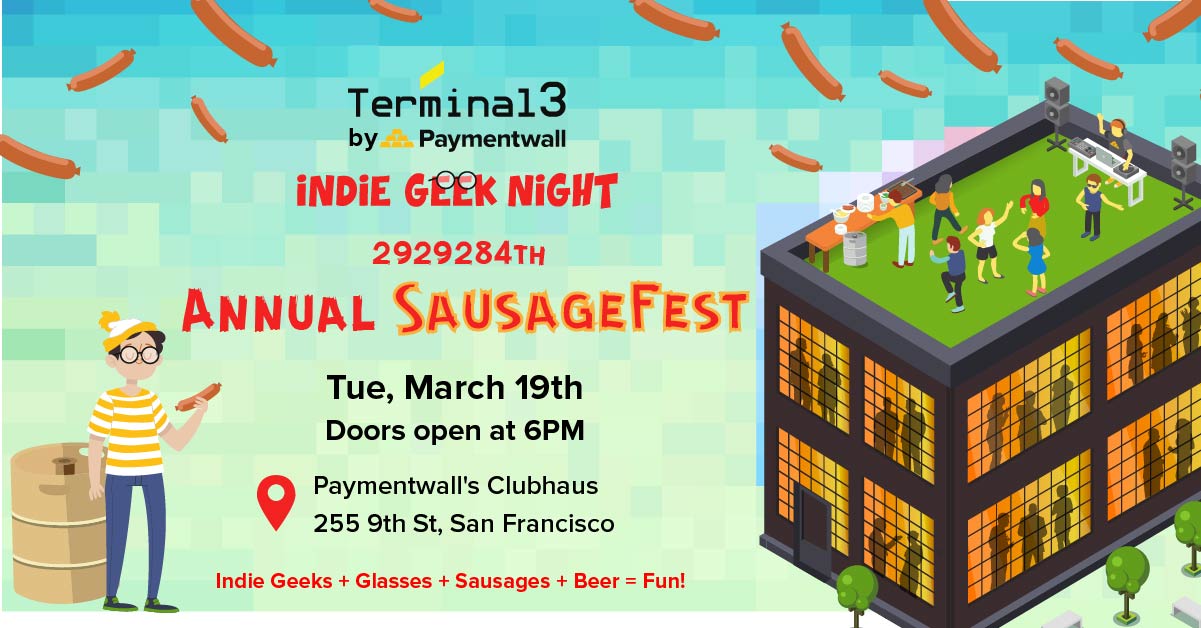 Terminal3
by Paymentwall
iNDiE GEEK NiGHT
2929284TH
ANNUAL SAUSAGEFEST
Tue, March 19th
Doors open at 6PM
Paymentwall's Clubhaus
255 9th St, San Francisco
Indie Geeks + Glasses + Sausages + Beer = Fun!